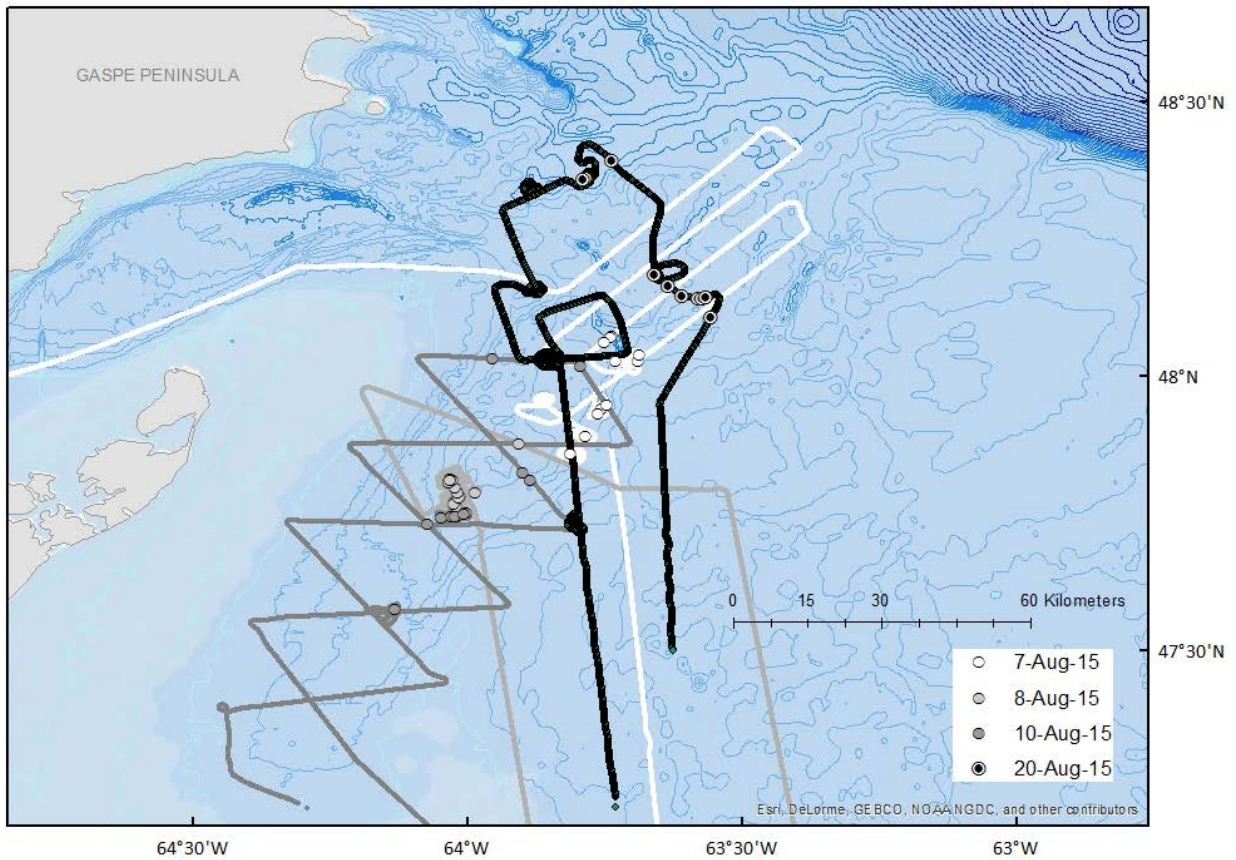 GASPE PENINSULA
48°30'N
48°N
0 15 30 60 Kilometers
47°30'N
7-Aug-15
8-Aug-15
10-Aug-15
20-Aug-15
Esri, DeLorme, GEBCO, NOAA NGDC, and other contributors
64°30'W 64°W 63°30'W 63°W